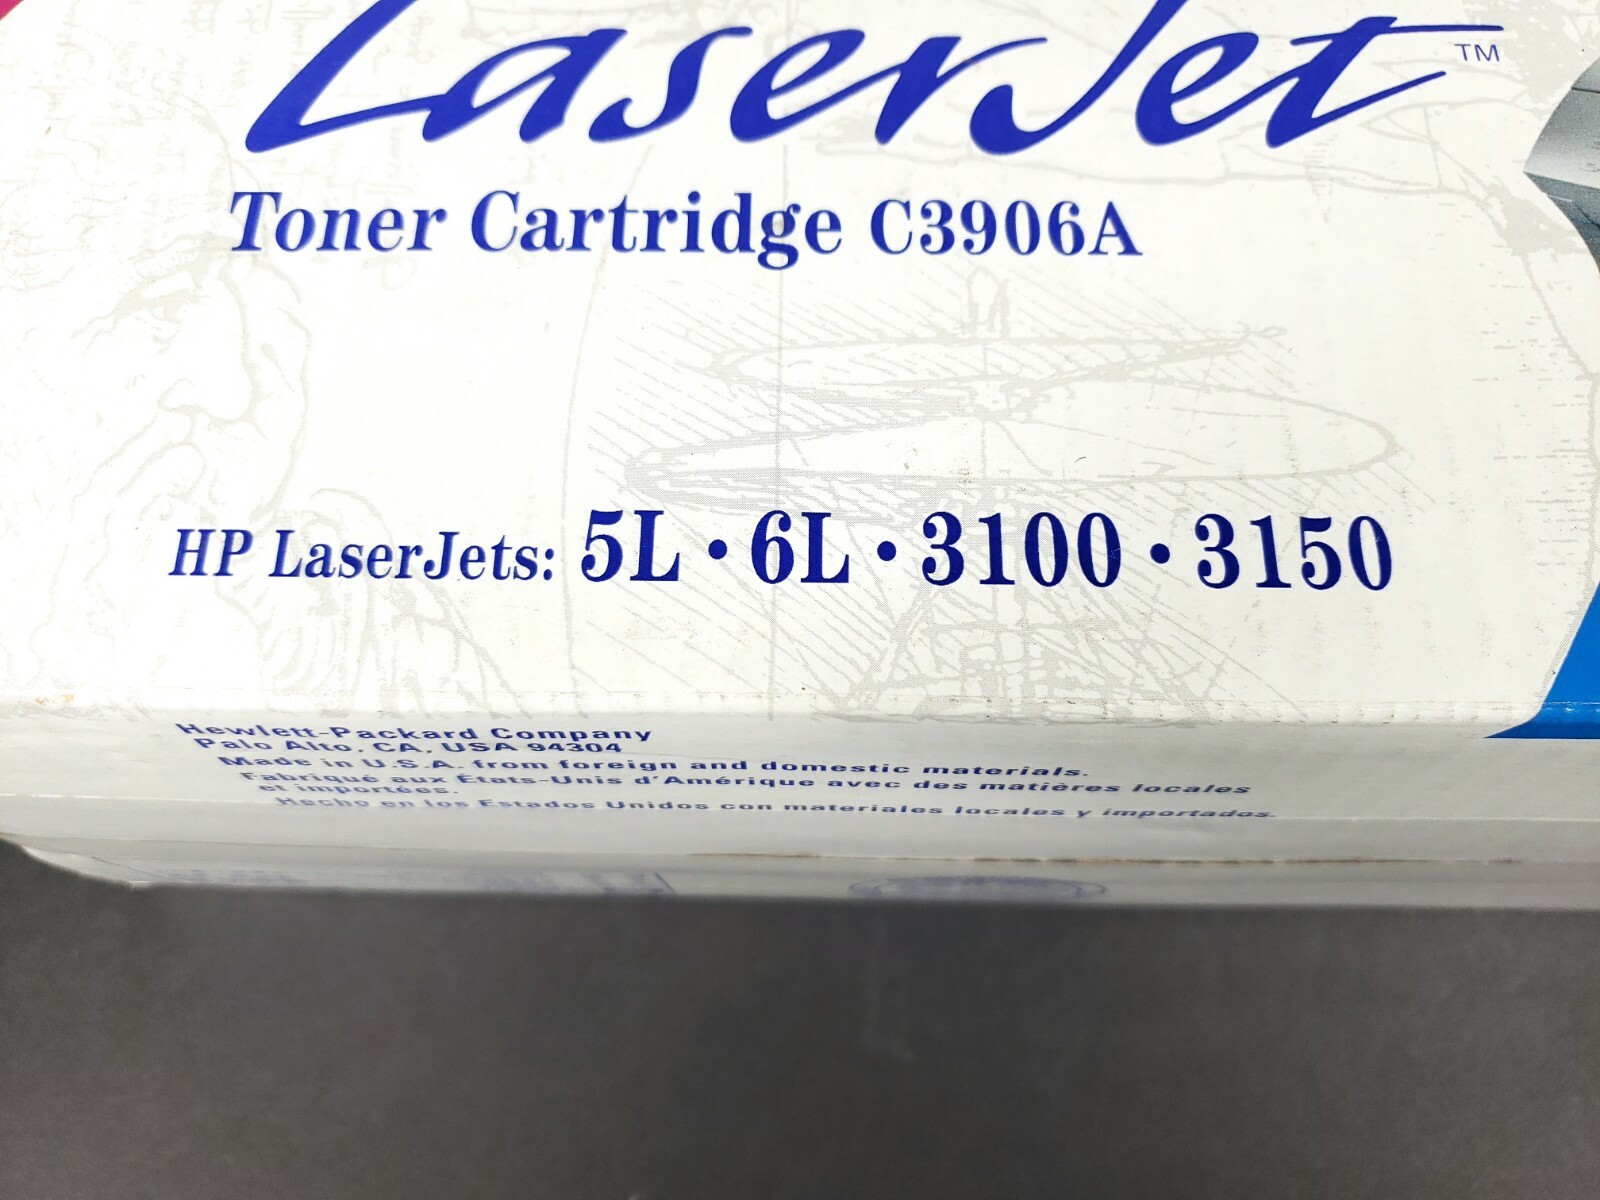 LaserJet™
Toner Cartridge C3906A
HP LaserJets: 5L • 6L • 3100 • 3150
Hewlett-Packard Company
Palo Alto, CA, USA 94304
Made in U.S.A. from foreign and domestic materials.
Fabriqué aux États-Unis d'Amérique avec des matières locales
et importées.
Hecho en los Estados Unidos con materiales locales y importados.